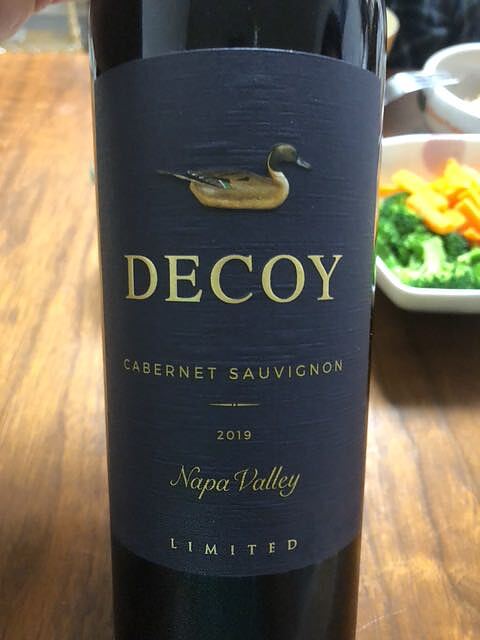 DECOY
CABERNET SAUVIGNON
2019
Napa Valley
LIMITED